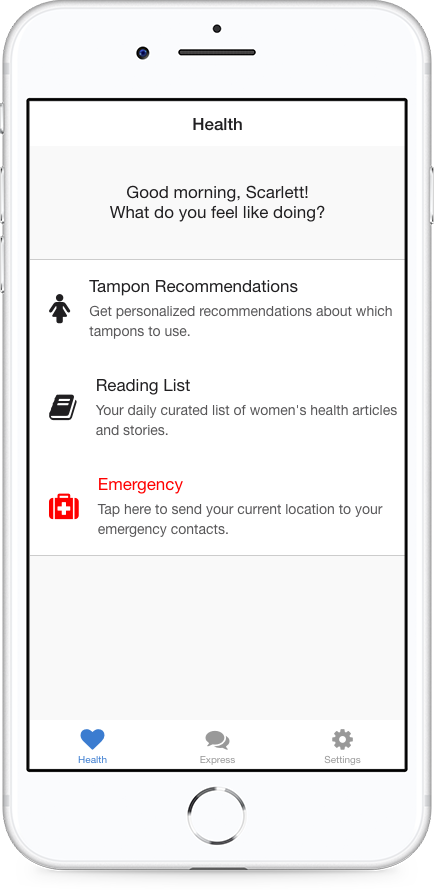 Health
Good morning, Scarlett!
What do you feel like doing?
Tampon Recommendations
Get personalized recommendations about which
tampons to use.
Reading List
Your daily curated list of women's health articles
and stories.
Emergency
Tap here to send your current location to your
emergency contacts.
Health
Express
Settings